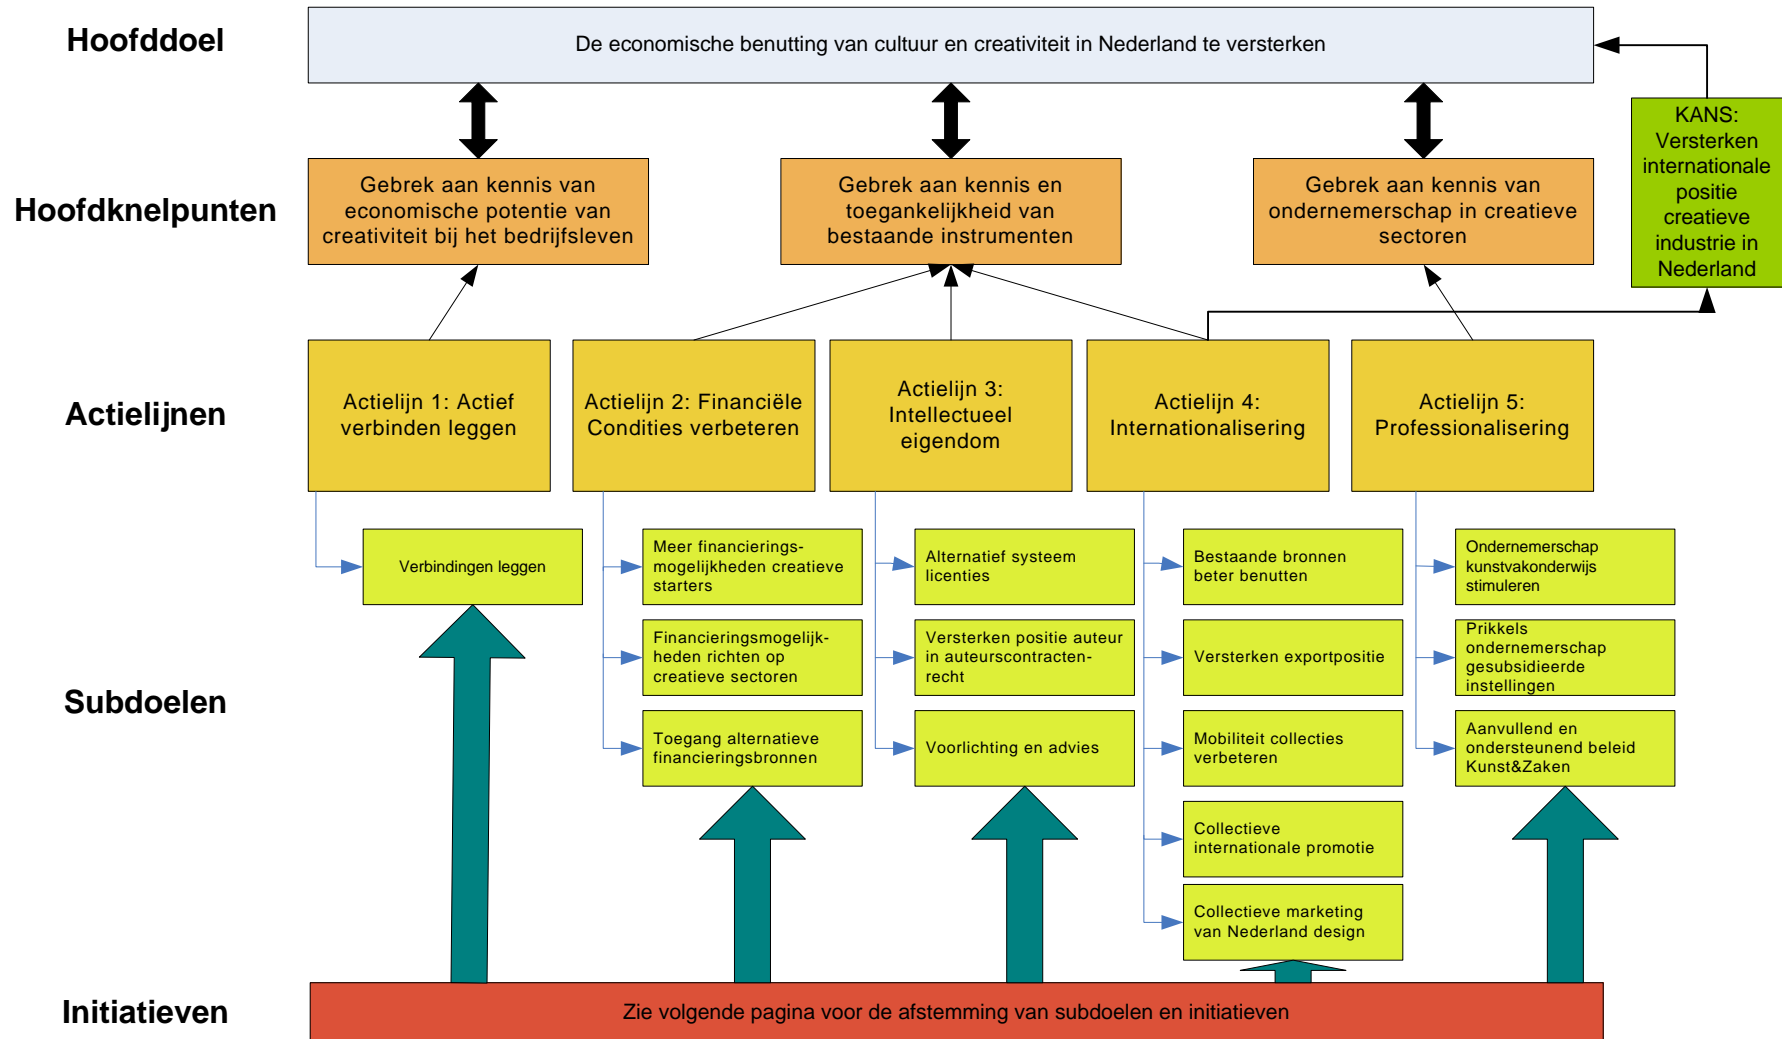 Hoofddoel
De economische benutting van cultuur en creativiteit in Nederland te versterken
KANS:
Versterken
internationale
positie
creatieve
industrie in
Nederland
Hoofdknelpunten
Gebrek aan kennis van
economische potentie van
creativiteit bij het bedrijfsleven
Gebrek aan kennis en
toegankelijkheid van
bestaande instrumenten
Gebrek aan kennis van
ondernemerschap in creatieve
sectoren
Actielijnen
Actielijn 1: Actief
verbinden leggen
Actielijn 2: Financiële
Condities verbeteren
Actielijn 3:
Intellectueel
eigendom
Actielijn 4:
Internationalisering
Actielijn 5:
Professionalisering
Subdoelen
Verbindingen leggen
Meer financierings-
mogelijkheden creatieve
starters
Financieringsmogelijk-
heden richten op
creatieve sectoren
Toegang alternatieve
financieringsbronnen
Alternatief systeem
licenties
Versterken positie auteur
in auteurscontracten-
recht
Voorlichting en advies
Bestaande bronnen
beter benutten
Versterken exportpositie
Mobiliteit collecties
verbeteren
Collectieve
internationale promotie
Collectieve marketing
van Nederland design
Ondernemerschap
kunstvakonderwijs
stimuleren
Prikkels
ondernemerschap
gesubsidieerde
instellingen
Aanvullend en
ondersteunend beleid
Kunst&Zaken
Initiatieven
Zie volgende pagina voor de afstemming van subdoelen en initiatieven